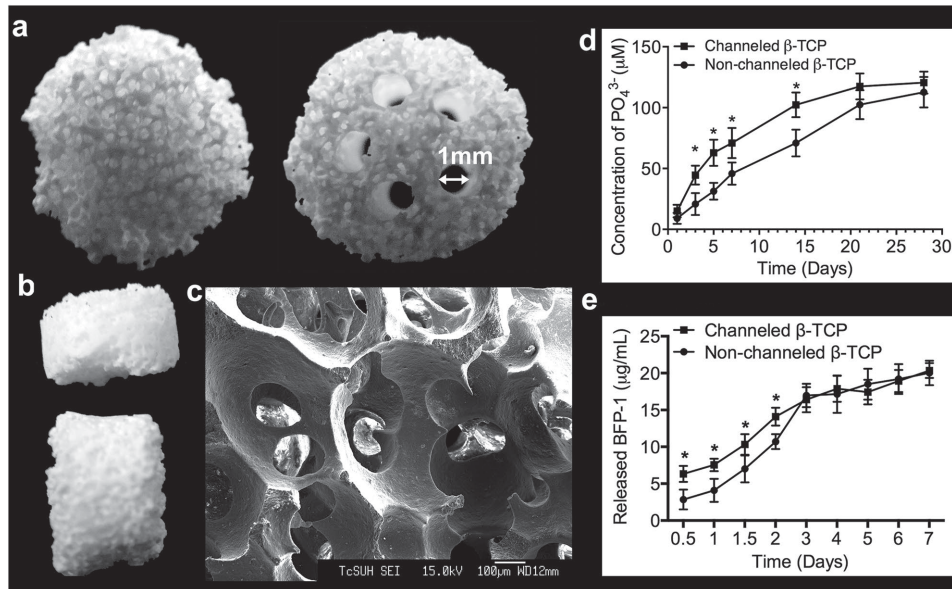 a
1mm
b
c
TcSUH SEI 15.0kV 100μm WD12mm
d
Channeled β-TCP
Non-channeled β-TCP
Concentration of PO₄³⁻ (μM)
150
100
50
0
0 5 10 15 20 25 30
Time (Days)
* * * *
e
Channeled β-TCP
Non-channeled β-TCP
Released BFP-1 (μg/mL)
25
20
15
10
5
0
* * * *
0.5 1 1.5 2 3 4 5 6 7
Time (Days)